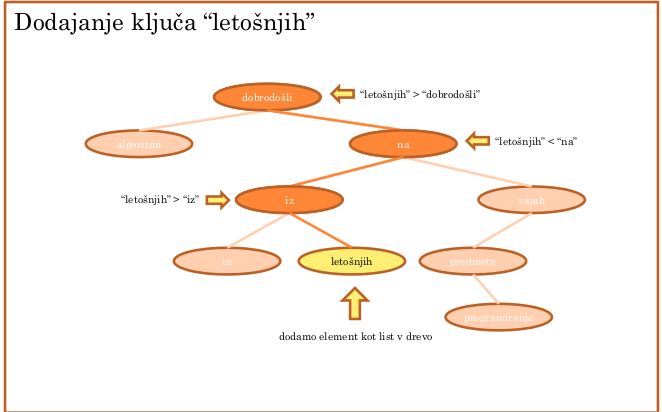 Dodajanje ključa “letošnjih”
dobrodošli
“letošnjih” > “dobrodošli”
algoritmi
na
“letošnjih” < “na”
“letošnjih” > “iz”
iz
vajah
in
letošnjih
predmeta
programiranje
dodamo element kot list v drevo